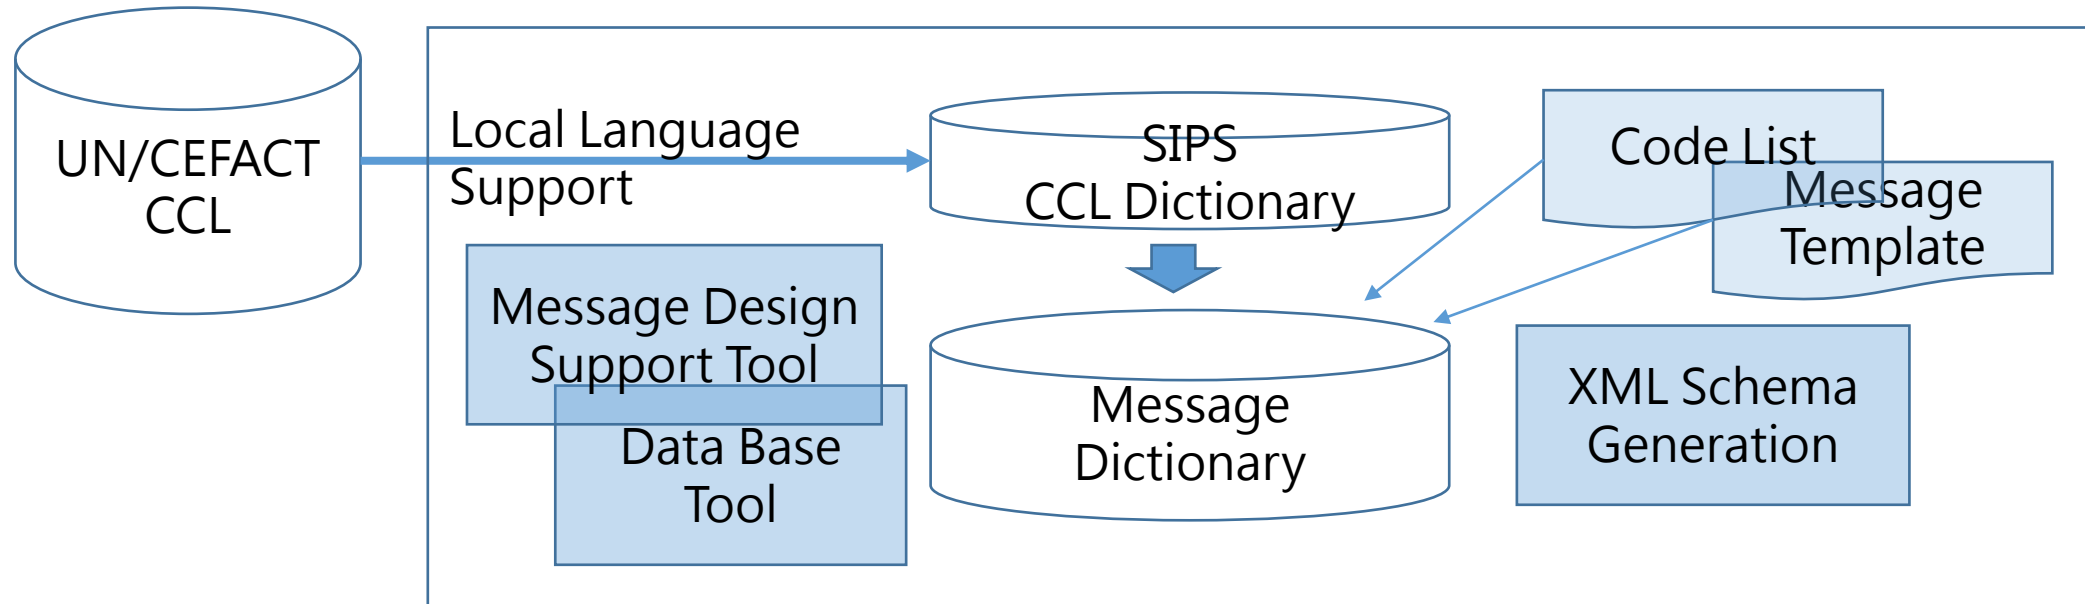 UN/CEFACT
CCL
Local Language
Support
SIPS
CCL Dictionary
Code List
Message
Template
Message Design
Support Tool
Data Base
Tool
Message
Dictionary
XML Schema
Generation